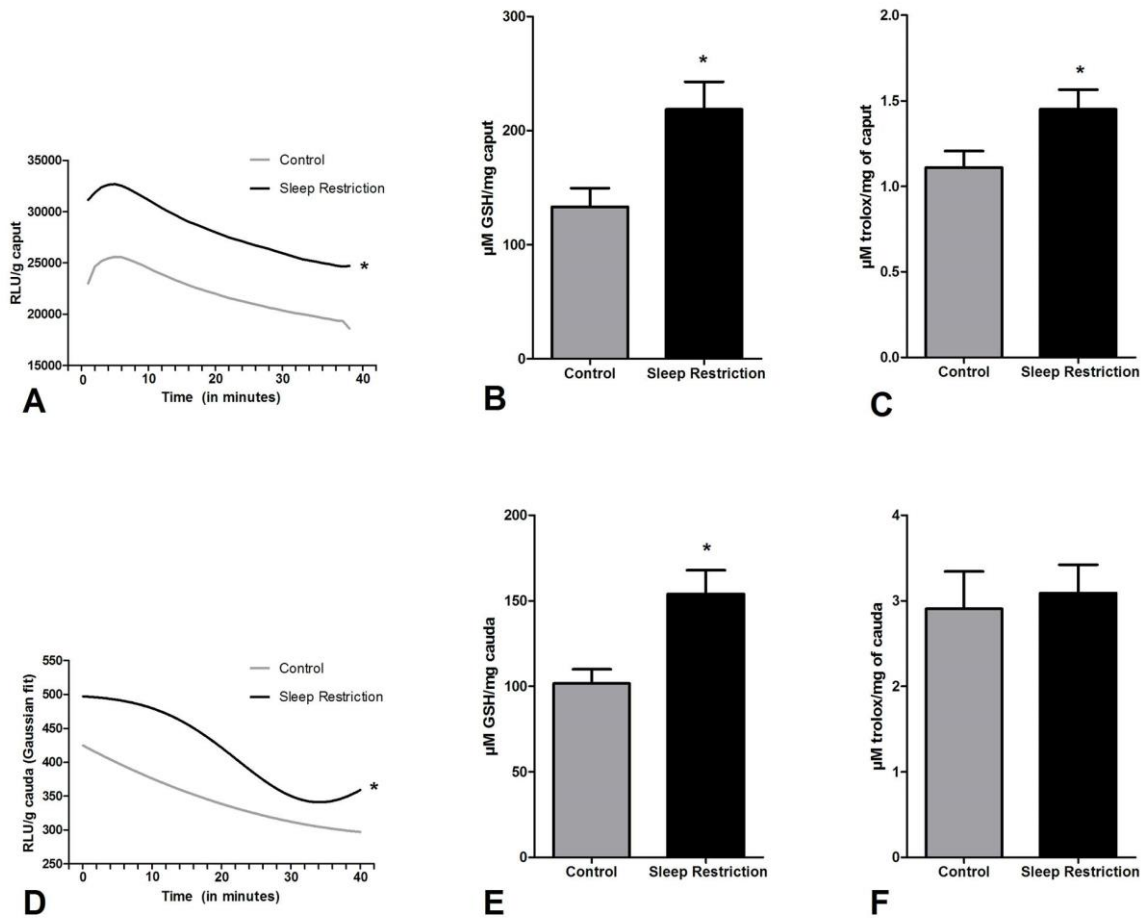 35000
30000
25000
20000
15000
RLU/g caput
Control
Sleep Restriction
*
0 10 20 30 40
Time (in minutes)
A
300
200
100
0
µM GSH/mg caput
*
Control Sleep Restriction
B
2.0
1.5
1.0
0.5
0.0
µM trolox/mg of caput
*
Control Sleep Restriction
C
550
500
450
400
350
300
250
RLU/g cauda (Gaussian fit)
Control
Sleep Restriction
*
0 10 20 30 40
Time (in minutes)
D
200
150
100
50
0
µM GSH/mg cauda
*
Control Sleep Restriction
E
4
3
2
1
0
µM trolox/mg of cauda
Control Sleep Restriction
F